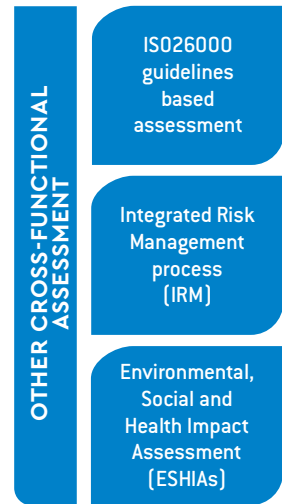 OTHER CROSS-FUNCTIONAL
ASSESSMENT
ISO26000
guidelines
based
assessment
Integrated Risk
Management
process
(IRM)
Environmental,
Social and
Health Impact
Assessment
(ESHIAs)